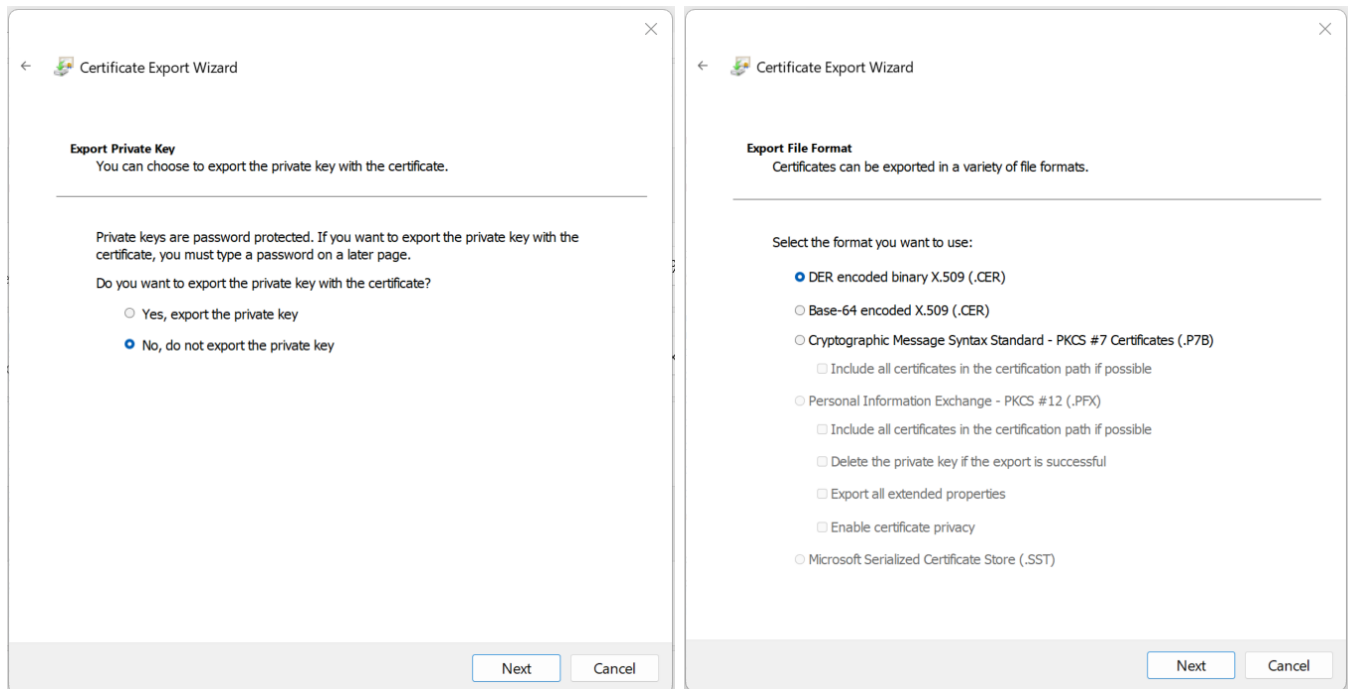 Certificate Export Wizard
Export Private Key
You can choose to export the private key with the certificate.
Private keys are password protected. If you want to export the private key with the
certificate, you must type a password on a later page.
Do you want to export the private key with the certificate?
Yes, export the private key
No, do not export the private key
Next
Cancel
Certificate Export Wizard
Export File Format
Certificates can be exported in a variety of file formats.
Select the format you want to use:
DER encoded binary X.509 (.CER)
Base-64 encoded X.509 (.CER)
Cryptographic Message Syntax Standard - PKCS #7 Certificates (.P7B)
Include all certificates in the certification path if possible
Personal Information Exchange - PKCS #12 (.PFX)
Include all certificates in the certification path if possible
Delete the private key if the export is successful
Export all extended properties
Enable certificate privacy
Microsoft Serialized Certificate Store (.SST)
Next
Cancel